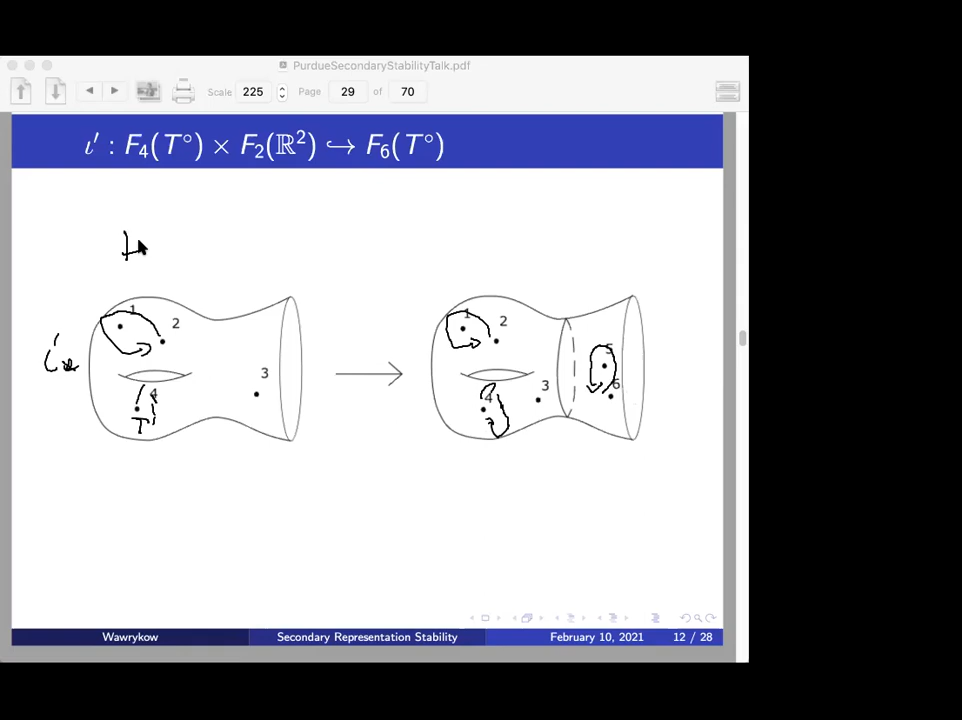 PurdueSecondaryStabilityTalk.pdf
Scale 225 Page 29 of 70
ι′ : F₄(T°) × F₂(ℝ²) ↪ F₆(T°)
1 2 3 4
1 2 3 4 5 6
Wawrykow Secondary Representation Stability February 10, 2021 12 / 28